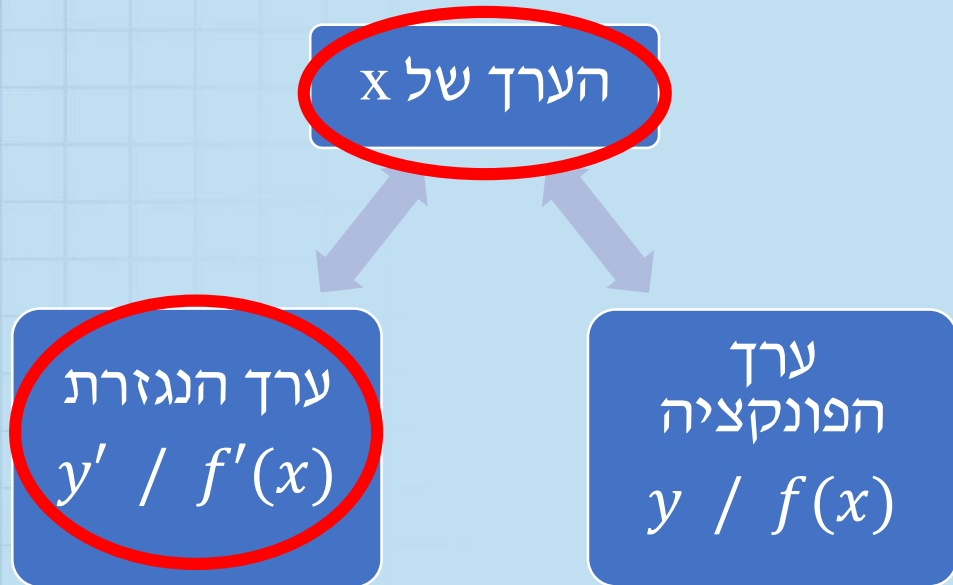 הערך של x
ערך
הפונקציה
y / f(x)
ערך הנגזרת
y′ / f′(x)